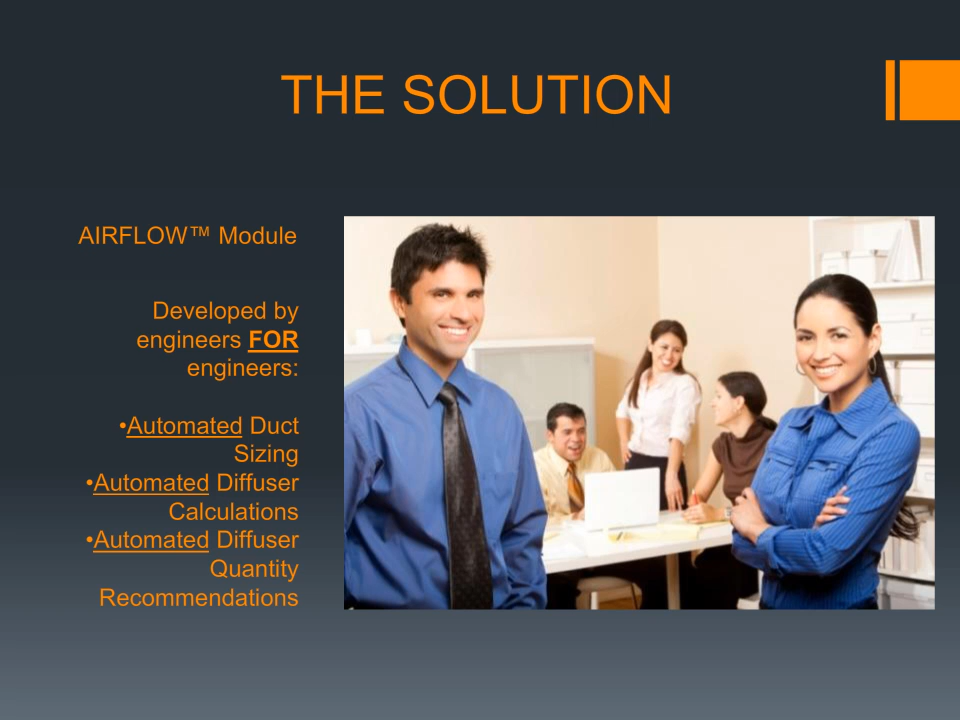 THE SOLUTION
AIRFLOW™ Module
Developed by
engineers FOR
engineers:
•Automated Duct
Sizing
•Automated Diffuser
Calculations
•Automated Diffuser
Quantity
Recommendations